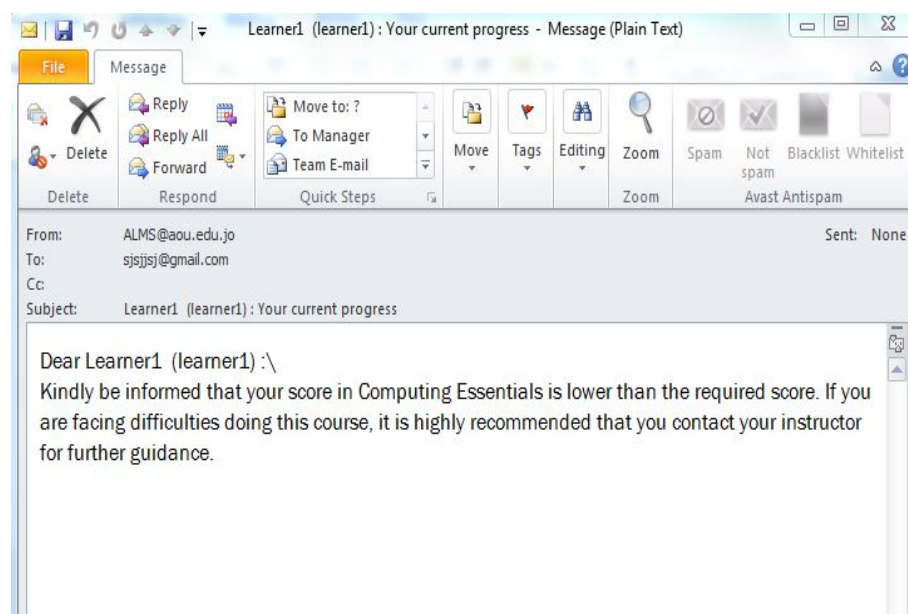 Learner1 (learner1) : Your current progress - Message (Plain Text)
File Message
Delete
Reply
Reply All
Forward
Move to: ?
To Manager
Team E-mail
Move
Tags
Editing
Zoom
Spam
Not spam
Blacklist
Whitelist
Delete Respond Quick Steps Zoom Avast Antispam
From: ALMS@aou.edu.jo Sent: None
To: sjsjjsj@gmail.com
Cc:
Subject: Learner1 (learner1) : Your current progress
Dear Learner1 (learner1) :\
Kindly be informed that your score in Computing Essentials is lower than the required score. If you
are facing difficulties doing this course, it is highly recommended that you contact your instructor
for further guidance.